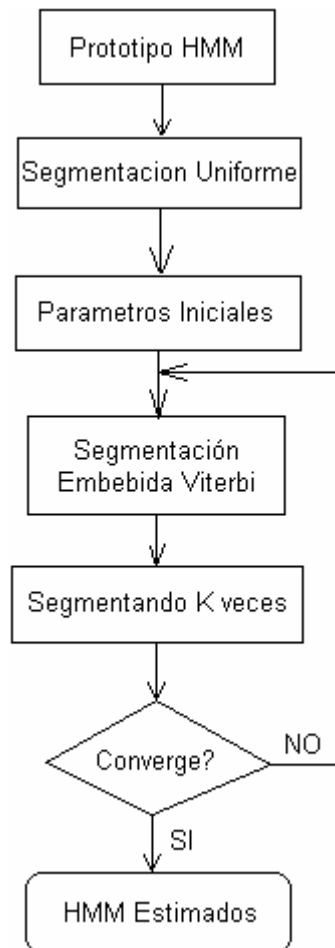 Prototipo HMM
Segmentacion Uniforme
Parametros Iniciales
Segmentación
Embebida Viterbi
Segmentando K veces
Converge?
NO
SI
HMM Estimados